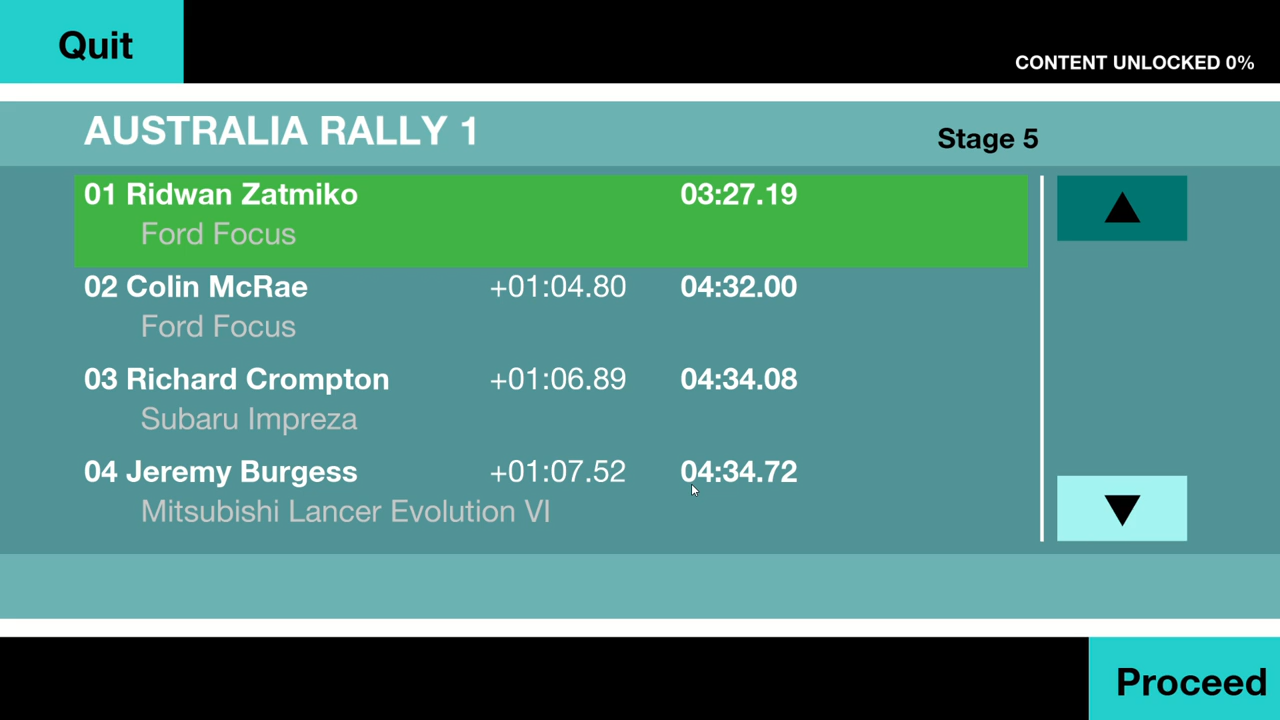 Quit
CONTENT UNLOCKED 0%
AUSTRALIA RALLY 1
Stage 5
01 Ridwan Zatmiko 03:27.19
Ford Focus
02 Colin McRae +01:04.80 04:32.00
Ford Focus
03 Richard Crompton +01:06.89 04:34.08
Subaru Impreza
04 Jeremy Burgess +01:07.52 04:34.72
Mitsubishi Lancer Evolution VI
Proceed